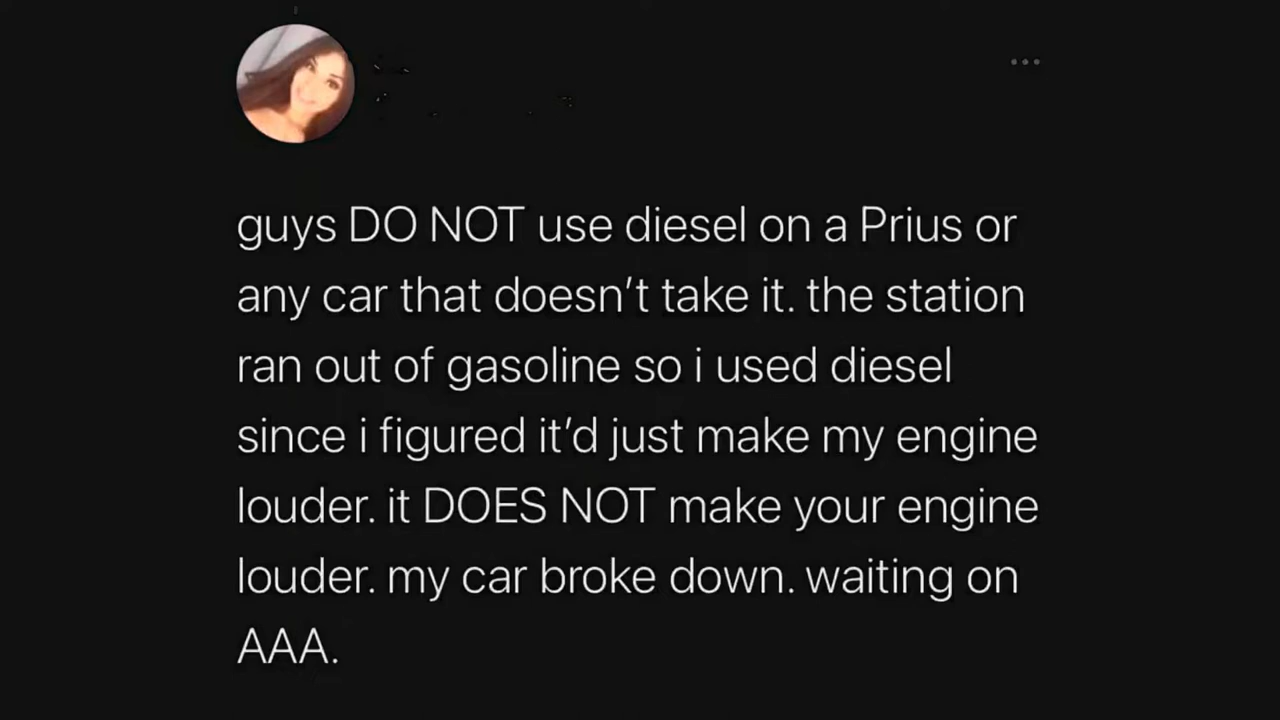 guys DO NOT use diesel on a Prius or
any car that doesn’t take it. the station
ran out of gasoline so i used diesel
since i figured it’d just make my engine
louder. it DOES NOT make your engine
louder. my car broke down. waiting on
AAA.